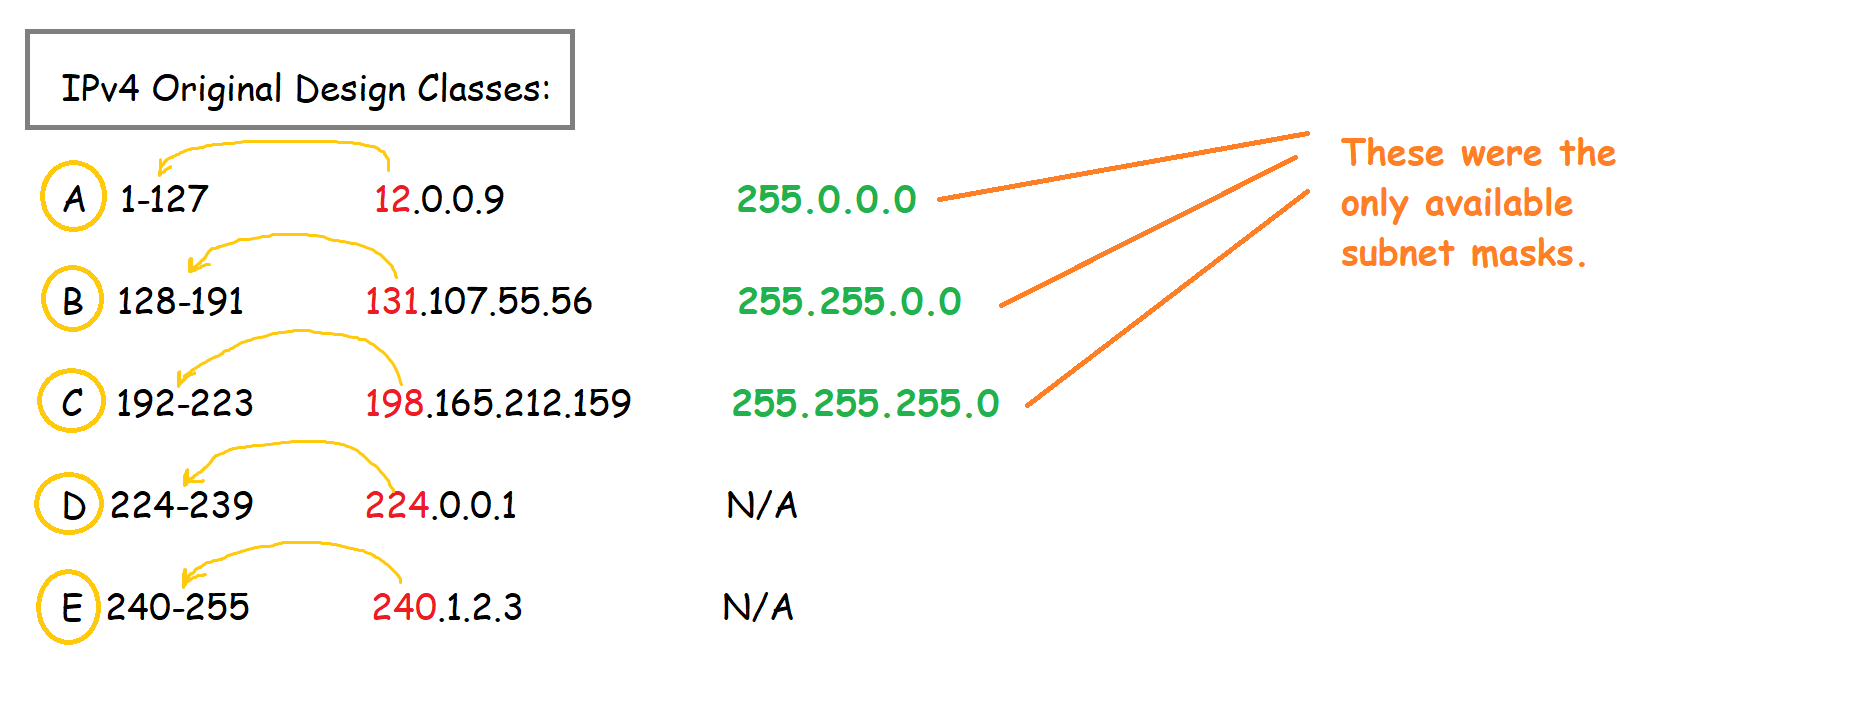 IPv4 Original Design Classes:
A 1-127 12.0.0.9 255.0.0.0
These were the
only available
subnet masks.
B 128-191 131.107.55.56 255.255.0.0
C 192-223 198.165.212.159 255.255.255.0
D 224-239 224.0.0.1 N/A
E 240-255 240.1.2.3 N/A